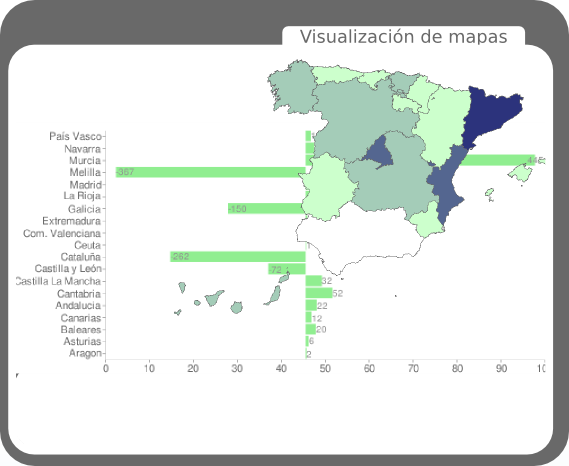 Visualización de mapas
País Vasco
Navarra
Murcia
Melilla -367
Madrid
La Rioja
Galicia -150
Extremadura
Com. Valenciana
Ceuta 1
Cataluña -262
Castilla y León -72
Castilla La Mancha 32
Cantabria 52
Andalucia 22
Canarias 12
Baleares 20
Asturias 6
Aragon 2
0 10 20 30 40 50 60 70 80 90 10